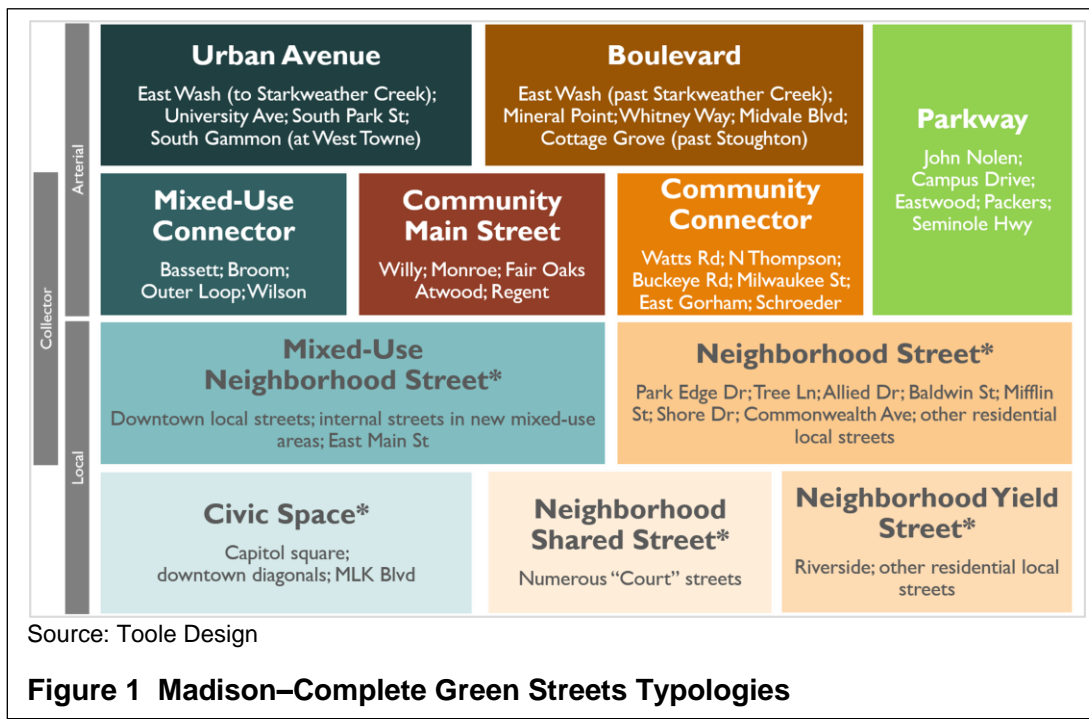 Collector
Arterial
Local
Urban Avenue
East Wash (to Starkweather Creek);
University Ave; South Park St;
South Gammon (at West Towne)
Boulevard
East Wash (past Starkweather Creek);
Mineral Point; Whitney Way; Midvale Blvd;
Cottage Grove (past Stoughton)
Parkway
John Nolen;
Campus Drive;
Eastwood; Packers;
Seminole Hwy
Mixed-Use
Connector
Bassett; Broom;
Outer Loop; Wilson
Community
Main Street
Willy; Monroe; Fair Oaks
Atwood; Regent
Community
Connector
Watts Rd; N Thompson;
Buckeye Rd; Milwaukee St;
East Gorham; Schroeder
Mixed-Use
Neighborhood Street*
Downtown local streets; internal streets in new mixed-use
areas; East Main St
Neighborhood Street*
Park Edge Dr; Tree Ln; Allied Dr; Baldwin St; Mifflin
St; Shore Dr; Commonwealth Ave; other residential
local streets
Civic Space*
Capitol square;
downtown diagonals; MLK Blvd
Neighborhood
Shared Street*
Numerous “Court” streets
Neighborhood Yield
Street*
Riverside; other residential local
streets
Source: Toole Design
Figure 1 Madison–Complete Green Streets Typologies